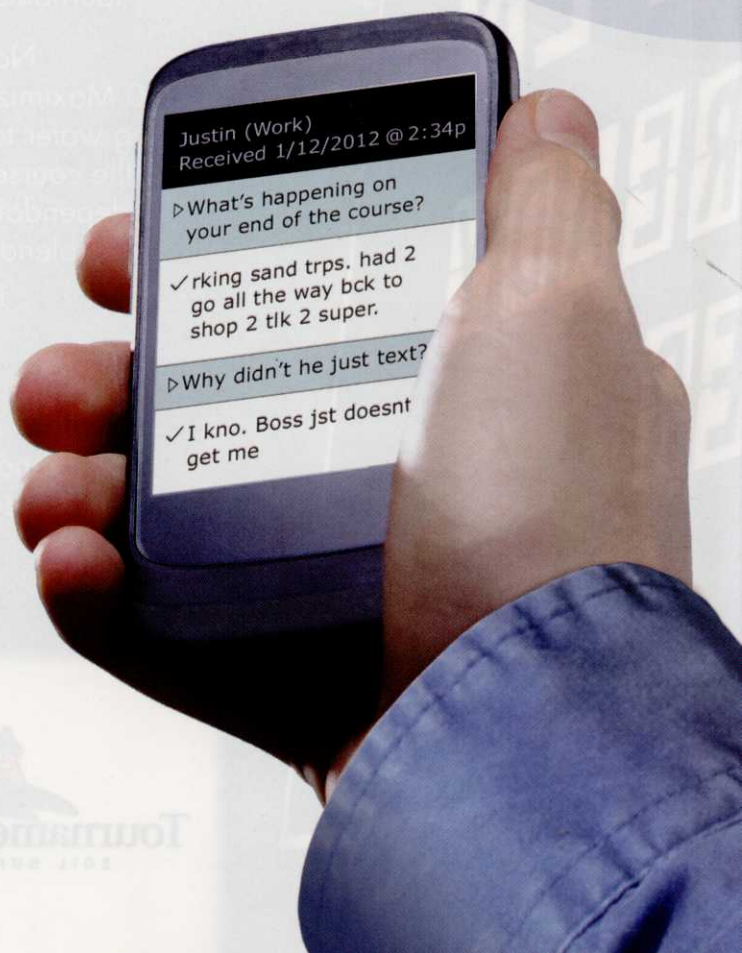 Justin (Work)
Received 1/12/2012 @ 2:34p
▷What's happening on
your end of the course?
✓ rking sand trps. had 2
go all the way bck to
shop 2 tlk 2 super.
▷Why didn't he just text?
✓ I kno. Boss jst doesnt
get me